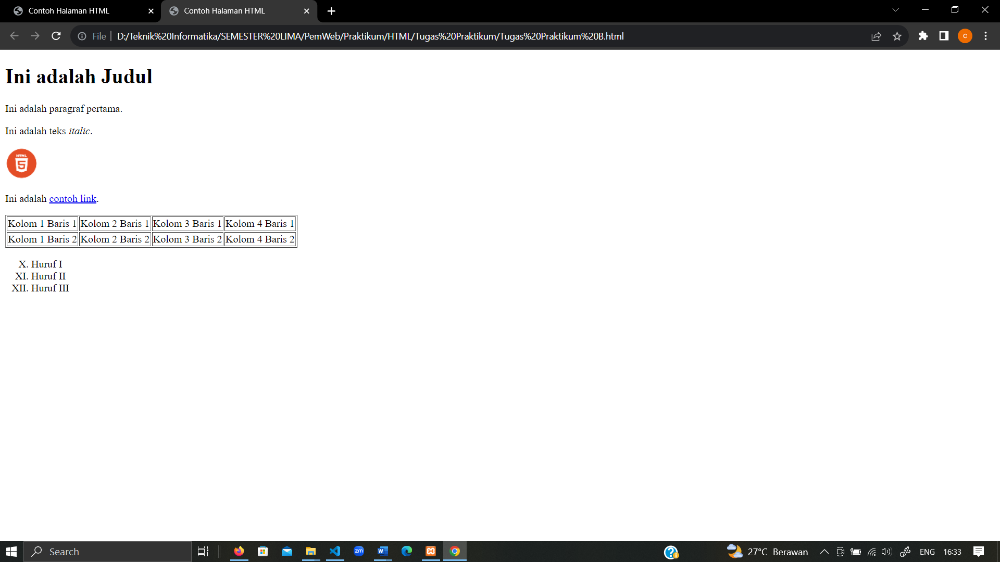 Contoh Halaman HTML
Contoh Halaman HTML
File
D:/Teknik%20Informatika/SEMESTER%20LIMA/PemWeb/Praktikum/HTML/Tugas%20Praktikum/Tugas%20Praktikum%20B.html
c
Ini adalah Judul
Ini adalah paragraf pertama.
Ini adalah teks italic.
HTML
5
Ini adalah contoh link.
Kolom 1 Baris 1 Kolom 2 Baris 1 Kolom 3 Baris 1 Kolom 4 Baris 1
Kolom 1 Baris 2 Kolom 2 Baris 2 Kolom 3 Baris 2 Kolom 4 Baris 2
X. Huruf I
XI. Huruf II
XII. Huruf III
Search
zm
W
27°C Berawan
ENG
16:33